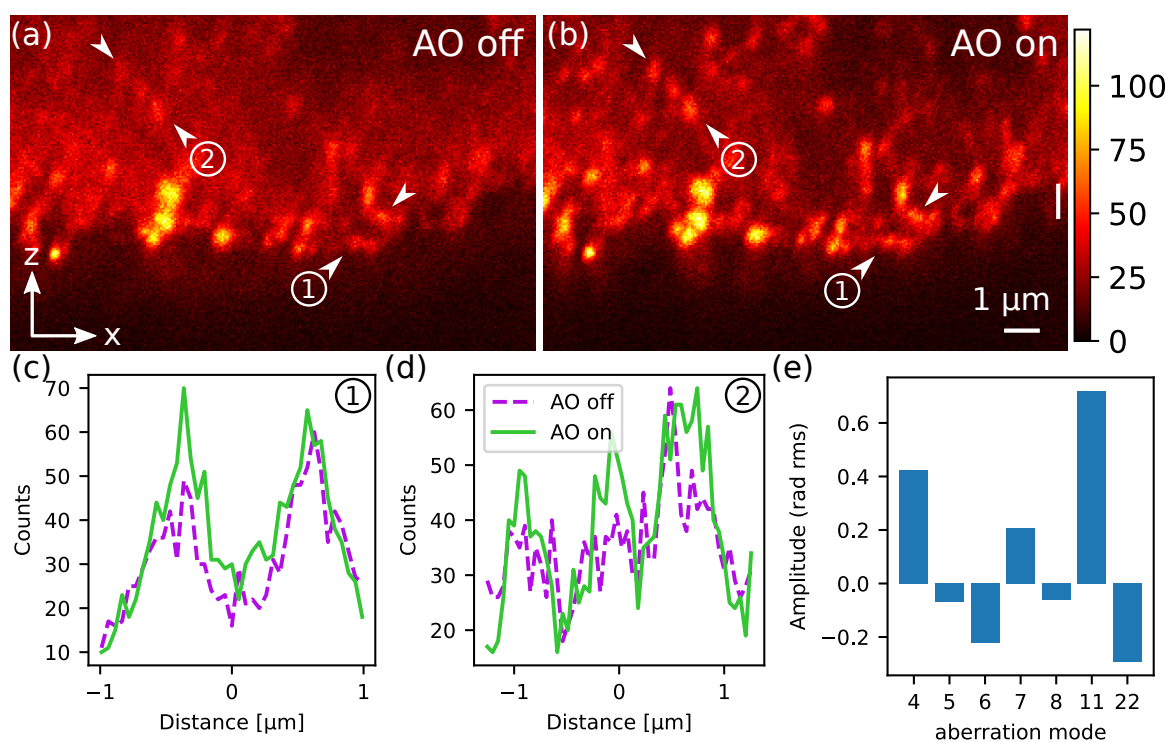 (a)
AO off
(b)
AO on
2
2
1
1
z
x
1 µm
100
75
50
25
0
(c)
1
70
60
50
40
30
20
10
Counts
−1
0
1
Distance [µm]
(d)
2
AO off
AO on
60
50
40
30
20
Counts
−1
0
1
Distance [µm]
(e)
0.6
0.4
0.2
0.0
−0.2
Amplitude (rad rms)
4 5 6 7 8 11 22
aberration mode